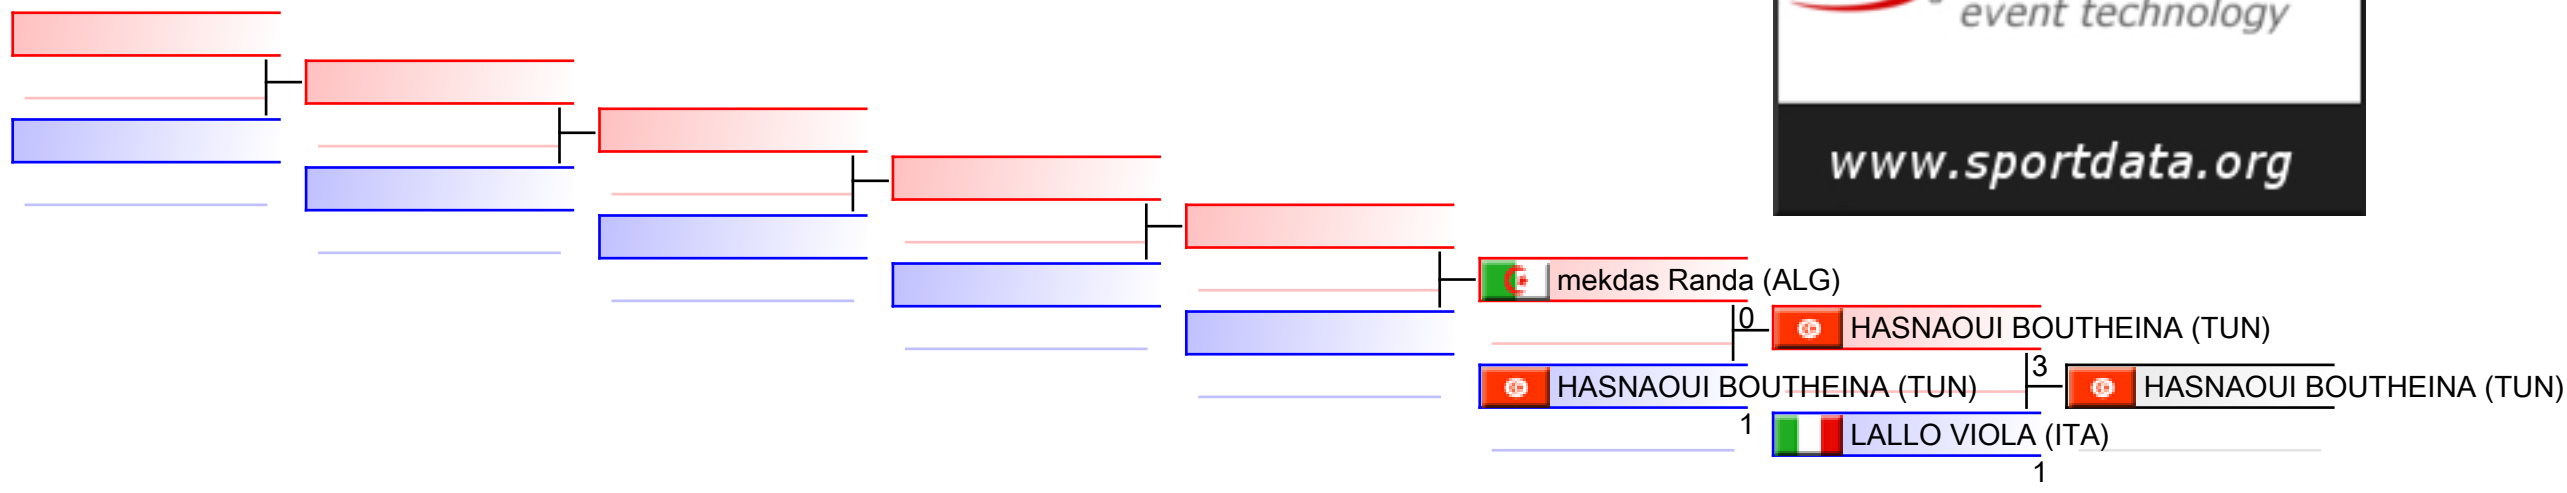 event technology
www.sportdata.org
mekdas Randa (ALG)
0
HASNAOUI BOUTHEINA (TUN)
3
HASNAOUI BOUTHEINA (TUN)
HASNAOUI BOUTHEINA (TUN)
1
LALLO VIOLA (ITA)
1